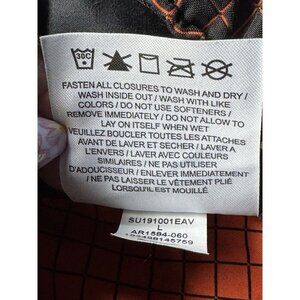 30C
FASTEN ALL CLOSURES TO WASH AND DRY /
WASH INSIDE OUT / WASH WITH LIKE
COLORS / DO NOT USE SOFTENERS /
REMOVE IMMEDIATELY / DO NOT ALLOW TO
LAY ON ITSELF WHEN WET
VEUILLEZ BOUCLER TOUTES LES ATTACHES
AVANT DE LAVER ET SÉCHER / LAVER À
L'ENVERS / LAVER AVEC COULEURS
SIMILAIRES / NE PAS UTILISER
D'ADOUCISSEUR / ENLEVER IMMÉDIATEMENT
/ NE PAS LAISSER LE VÊTEMENT PLIÉ
LORSQU'IL EST MOUILLÉ
SU191001EAV
L
AR1584-060